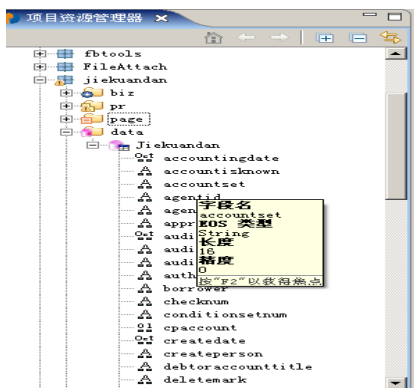 项目资源管理器
fbtools
FileAttach
jiekuandan
biz
pr
page
data
Jiekuandan
accountingdate
accountisknown
accountset
agentid
agen
appr
audi
audi
audi
auth
字段名
accountset
EOS 类型
String
长度
16
精度
0
按"F2"以获得焦点
borrower
checknum
conditionsetnum
cpaccount
createdate
createperson
debtoraccounttitle
deletemark